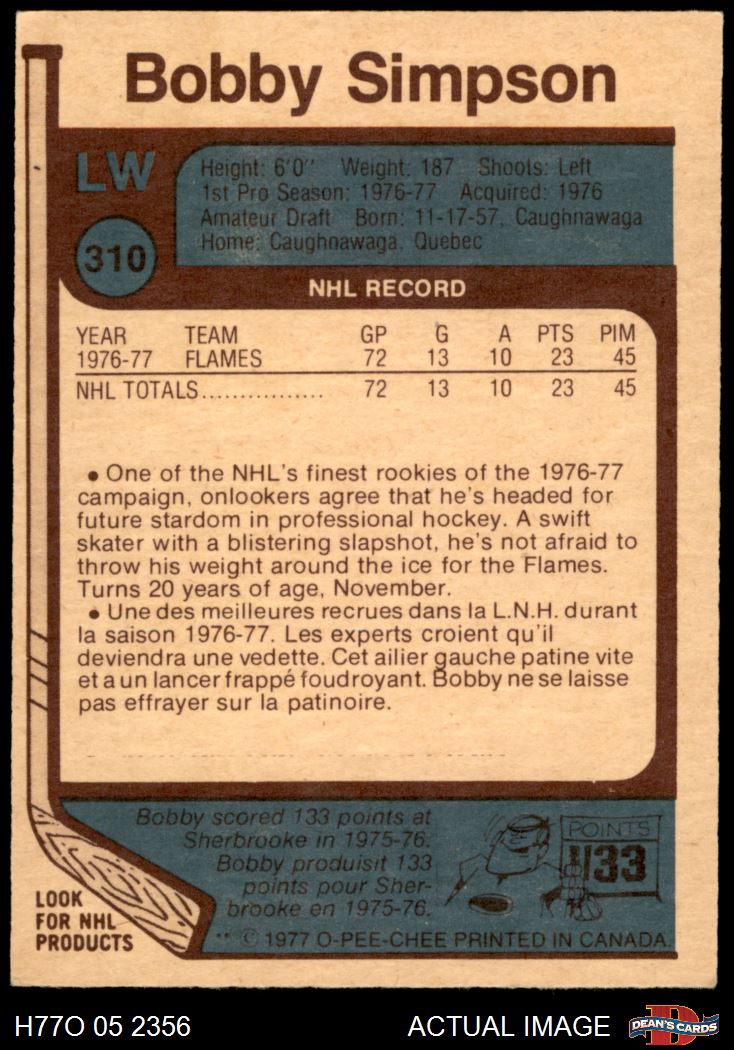 Bobby Simpson
LW
Height: 6'0" Weight: 187 Shoots: Left
1st Pro Season: 1976-77 Acquired: 1976
Amateur Draft Born: 11-17-57, Caughnawaga
Home: Caughnawaga, Quebec
310
NHL RECORD
YEAR TEAM GP G A PTS PIM
1976-77 FLAMES 72 13 10 23 45
NHL TOTALS................ 72 13 10 23 45
• One of the NHL's finest rookies of the 1976-77
campaign, onlookers agree that he's headed for
future stardom in professional hockey. A swift
skater with a blistering slapshot, he's not afraid to
throw his weight around the ice for the Flames.
Turns 20 years of age, November.
• Une des meilleures recrues dans la L.N.H. durant
la saison 1976-77. Les experts croient qu'il
deviendra une vedette. Cet ailier gauche patine vite
et a un lancer frappé foudroyant. Bobby ne se laisse
pas effrayer sur la patinoire.
Bobby scored 133 points at
Sherbrooke in 1975-76.
Bobby produisit 133
points pour Sher-
brooke en 1975-76.
POINTS
133
LOOK
FOR NHL
PRODUCTS
** © 1977 O-PEE-CHEE PRINTED IN CANADA.
H77O 05 2356
ACTUAL IMAGE
D
DEAN'S CARDS